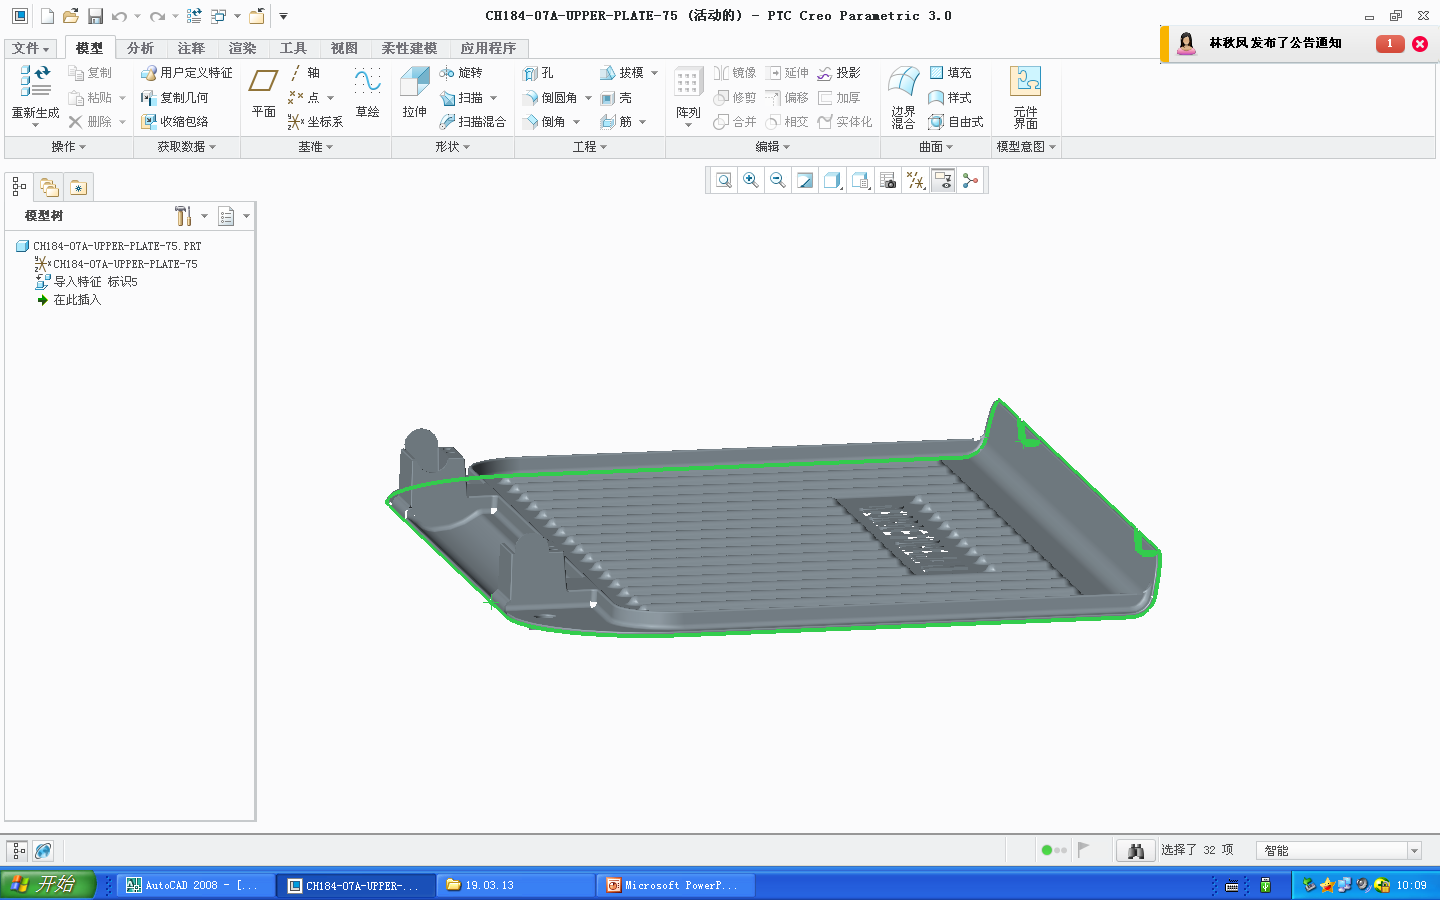 CH184-07A-UPPER-PLATE-75 (活动的) - PTC Creo Parametric 3.0
林秋风 发布了公告通知 1
文件 模型 分析 注释 渲染 工具 视图 柔性建模 应用程序
重新生成 复制 粘贴 删除
用户定义特征 复制几何 收缩包络
平面 轴 点 坐标系 草绘
拉伸 旋转 扫描 扫描混合
孔 倒圆角 倒角 拔模 壳 筋
阵列 镜像 修剪 合并 延伸 偏移 相交 投影 加厚 实体化
边界混合 填充 样式 自由式
元件界面
操作 获取数据 基准 形状 工程 编辑 曲面 模型意图
模型树
CH184-07A-UPPER-PLATE-75.PRT
CH184-07A-UPPER-PLATE-75
导入特征 标识5
在此插入
选择了 32 项 智能
开始 AutoCAD 2008 - [... CH184-07A-UPPER-... 19.03.13 Microsoft PowerP... 10:09